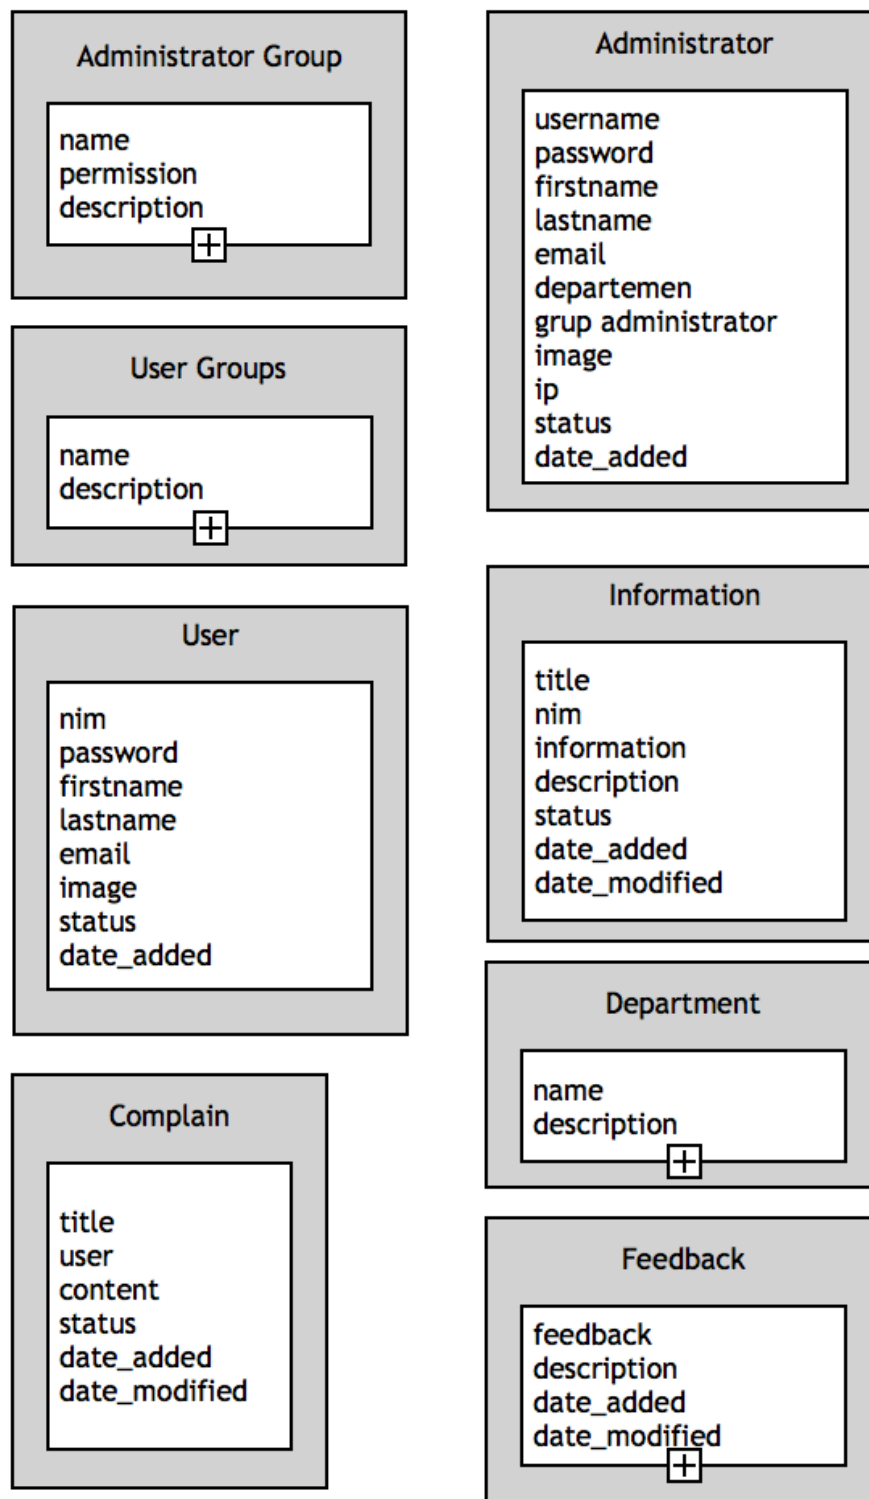 Administrator Group
name
permission
description
User Groups
name
description
User
nim
password
firstname
lastname
email
image
status
date_added
Complain
title
user
content
status
date_added
date_modified
Administrator
username
password
firstname
lastname
email
departemen
grup administrator
image
ip
status
date_added
Information
title
nim
information
description
status
date_added
date_modified
Department
name
description
Feedback
feedback
description
date_added
date_modified